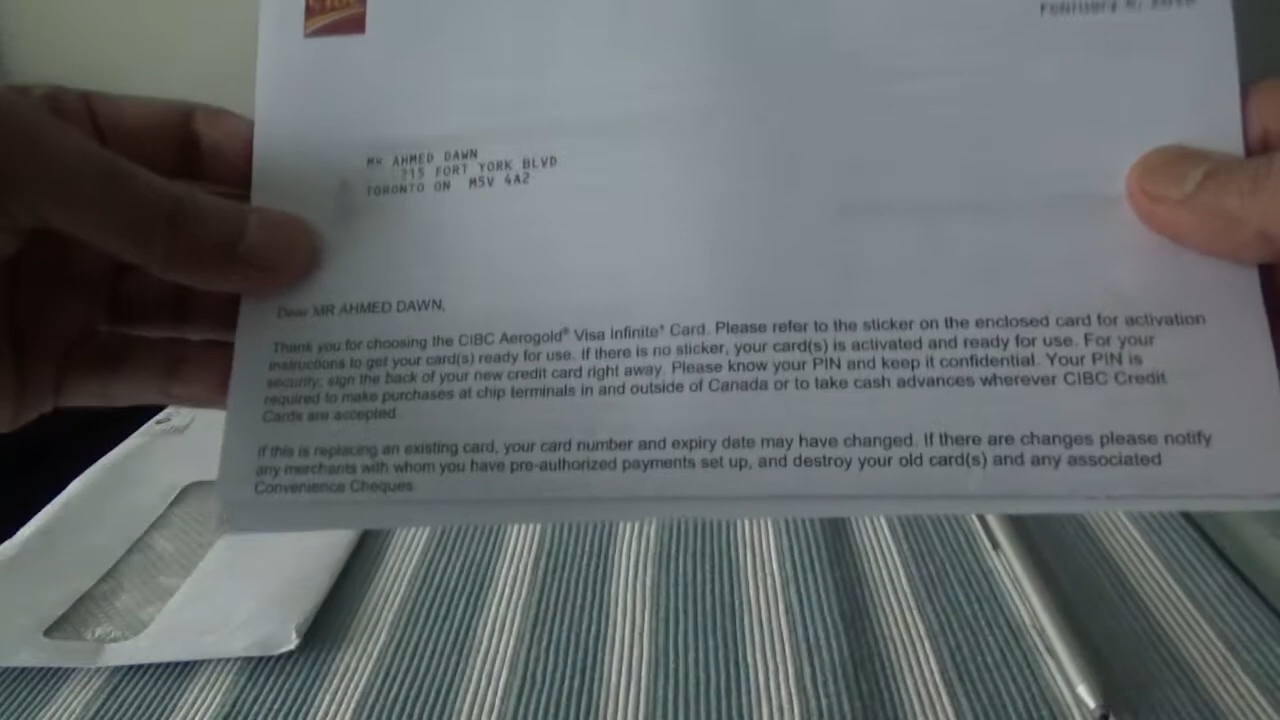 February
MR AHMED DAWN
215 FORT YORK BLVD
TORONTO ON M5V 4A2
Dear MR AHMED DAWN,
Thank you for choosing the CIBC Aerogold® Visa Infinite* Card. Please refer to the sticker on the enclosed card for activation
instructions to get your card(s) ready for use. If there is no sticker, your card(s) is activated and ready for use. For your
security, sign the back of your new credit card right away. Please know your PIN and keep it confidential. Your PIN is
required to make purchases at chip terminals in and outside of Canada or to take cash advances wherever CIBC Credit
Cards are accepted.
If this is replacing an existing card, your card number and expiry date may have changed. If there are changes please notify
any merchants with whom you have pre-authorized payments set up, and destroy your old card(s) and any associated
Convenience Cheques.